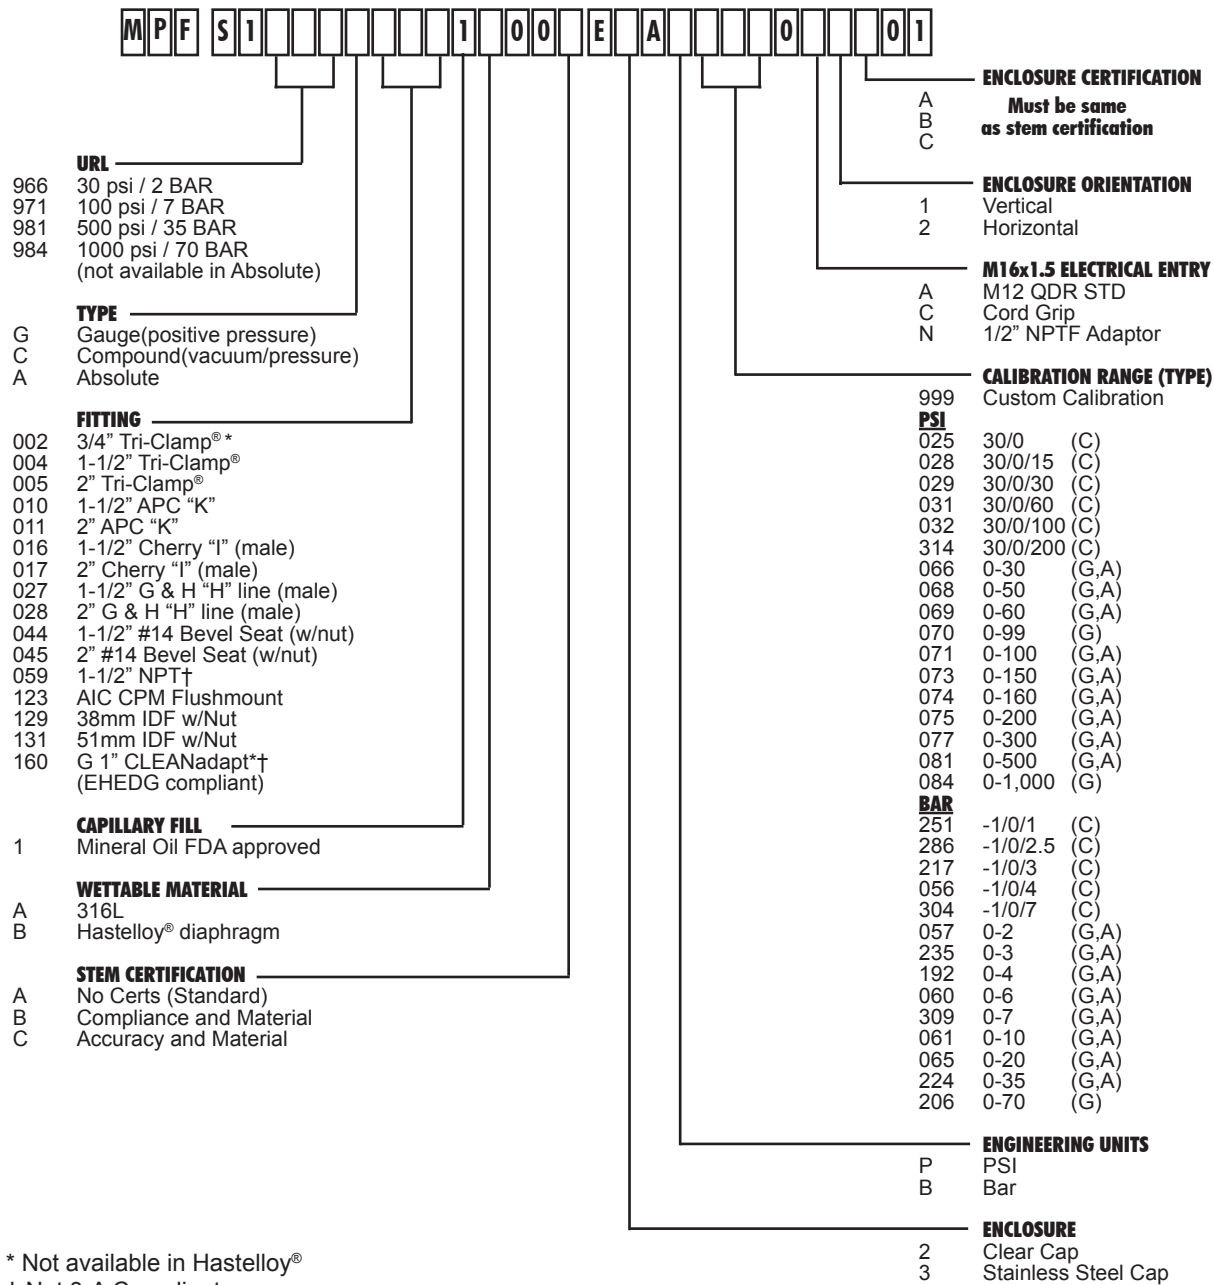 MPF S1 1 00 E A 0 01
URL
966 30 psi / 2 BAR
971 100 psi / 7 BAR
981 500 psi / 35 BAR
984 1000 psi / 70 BAR
(not available in Absolute)
TYPE
G Gauge(positive pressure)
C Compound(vacuum/pressure)
A Absolute
FITTING
002 3/4” Tri-Clamp® *
004 1-1/2” Tri-Clamp®
005 2” Tri-Clamp®
010 1-1/2” APC “K”
011 2” APC “K”
016 1-1/2” Cherry “I” (male)
017 2” Cherry “I” (male)
027 1-1/2” G & H “H” line (male)
028 2” G & H “H” line (male)
044 1-1/2” #14 Bevel Seat (w/nut)
045 2” #14 Bevel Seat (w/nut)
059 1-1/2” NPT†
123 AIC CPM Flushmount
129 38mm IDF w/Nut
131 51mm IDF w/Nut
160 G 1” CLEANadapt*†
(EHEDG compliant)
CAPILLARY FILL
1 Mineral Oil FDA approved
WETTABLE MATERIAL
A 316L
B Hastelloy® diaphragm
STEM CERTIFICATION
A No Certs (Standard)
B Compliance and Material
C Accuracy and Material
* Not available in Hastelloy®
ENCLOSURE CERTIFICATION
A Must be same
B as stem certification
C
ENCLOSURE ORIENTATION
1 Vertical
2 Horizontal
M16x1.5 ELECTRICAL ENTRY
A M12 QDR STD
C Cord Grip
N 1/2” NPTF Adaptor
CALIBRATION RANGE (TYPE)
999 Custom Calibration
PSI
025 30/0 (C)
028 30/0/15 (C)
029 30/0/30 (C)
031 30/0/60 (C)
032 30/0/100 (C)
314 30/0/200 (C)
066 0-30 (G,A)
068 0-50 (G,A)
069 0-60 (G,A)
070 0-99 (G)
071 0-100 (G,A)
073 0-150 (G,A)
074 0-160 (G,A)
075 0-200 (G,A)
077 0-300 (G,A)
081 0-500 (G,A)
084 0-1,000 (G)
BAR
251 -1/0/1 (C)
286 -1/0/2.5 (C)
217 -1/0/3 (C)
056 -1/0/4 (C)
304 -1/0/7 (C)
057 0-2 (G,A)
235 0-3 (G,A)
192 0-4 (G,A)
060 0-6 (G,A)
309 0-7 (G,A)
061 0-10 (G,A)
065 0-20 (G,A)
224 0-35 (G,A)
206 0-70 (G)
ENGINEERING UNITS
P PSI
B Bar
ENCLOSURE
2 Clear Cap
3 Stainless Steel Cap